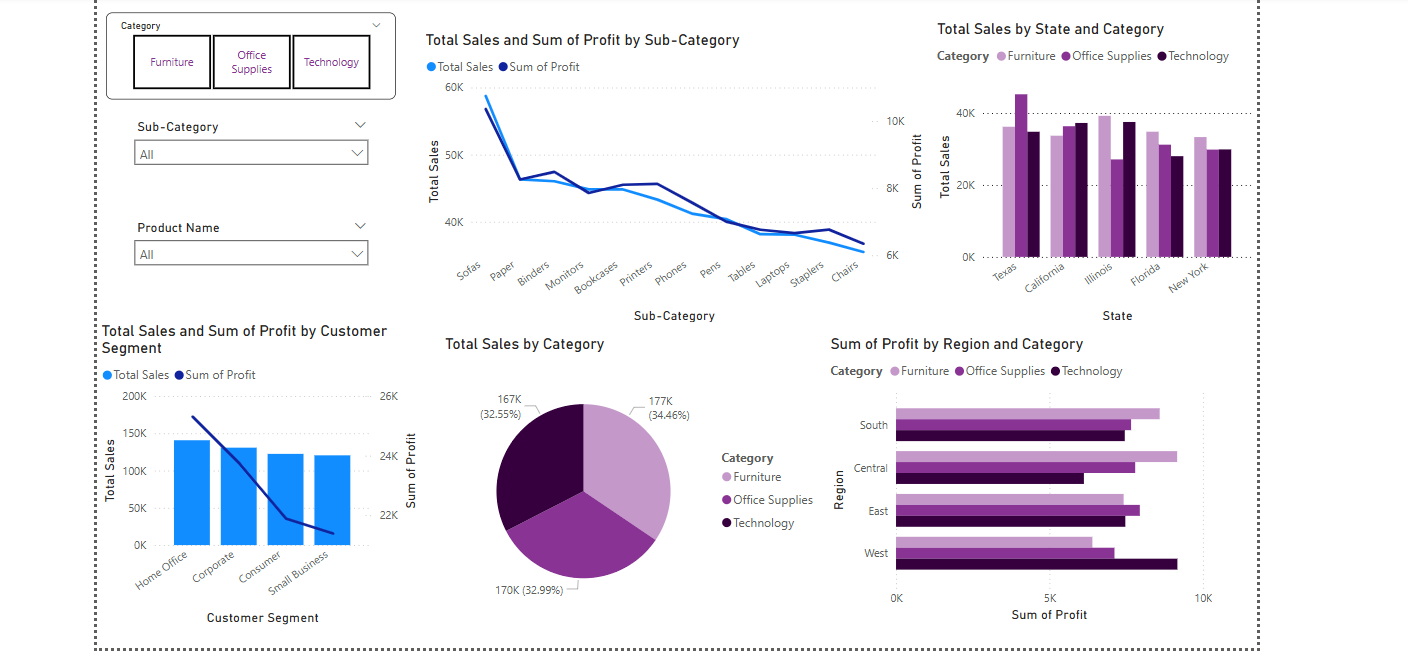 Category
Furniture
Office
Supplies
Technology
Sub-Category
All
Product Name
All
Total Sales and Sum of Profit by Sub-Category
Total Sales Sum of Profit
60K
50K
40K
10K
8K
6K
Total Sales
Sum of Profit
Sofas
Paper
Binders
Monitors
Bookcases
Printers
Phones
Pens
Tables
Laptops
Staplers
Chairs
Sub-Category
Total Sales by State and Category
Category Furniture Office Supplies Technology
40K
20K
0K
Total Sales
Texas
California
Illinois
Florida
New York
State
Total Sales and Sum of Profit by Customer
Segment
Total Sales Sum of Profit
200K
150K
100K
50K
0K
26K
24K
22K
Total Sales
Sum of Profit
Home Office
Corporate
Consumer
Small Business
Customer Segment
Total Sales by Category
167K
(32.55%)
177K
(34.46%)
170K (32.99%)
Category
Furniture
Office Supplies
Technology
Sum of Profit by Region and Category
Category Furniture Office Supplies Technology
South
Central
East
West
Region
0K
5K
10K
Sum of Profit